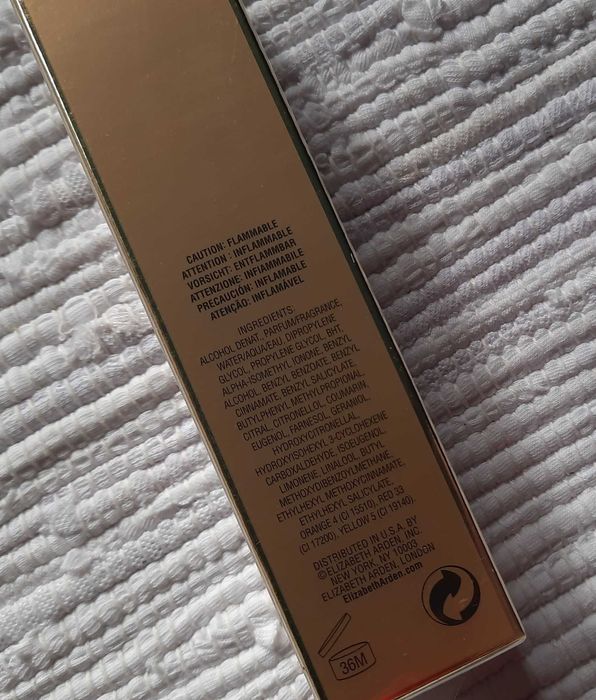 CAUTION: FLAMMABLE
ATTENTION : INFLAMMASLE
VORSICHT: ENTFLAMMBAR
ATTENZIONE: INFIAMMABILE
PRECAUCIÓN: INFLAMABLE
ATENÇÃO: INFLAMÁVEL
INGREDIENTS:
ALCOHOL DENAT., PARFUM/FRAGRANCE,
WATER/AQUA/EAU, DIPROPYLENE
GLYCOL, PROPYLENE GLYCOL, BHT,
ALPHA-ISOMETHYL IONONE, BENZYL
ALCOHOL, BENZYL BENZOATE, BENZYL
CINNAMATE, BENZYL SALICYLATE,
BUTYLPHENYL METHYLPROPIONAL,
CITRAL, CITRONELLOL, COUMARIN,
EUGENOL, FARNESOL, GERANIOL,
HYDROXYCITRONELLAL,
HYDROXYISOHEXYL 3-CYCLOHEXENE
CARBOXALDEHYDE, ISOEUGENOL,
LIMONENE, LINALOOL, BUTYL
METHOXYDIBENZOYLMETHANE,
ETHYLHEXYL METHOXYCINNAMATE,
ETHYLHEXYL SALICYLATE,
ORANGE 4 (CI 15510), RED 33
(CI 17200), YELLOW 5 (CI 19140).
DISTRIBUTED IN U.S.A. BY
©ELIZABETH ARDEN, INC.
NEW YORK, NY 10003
ELIZABETH ARDEN, LONDON
ElizabethArden.com
36M